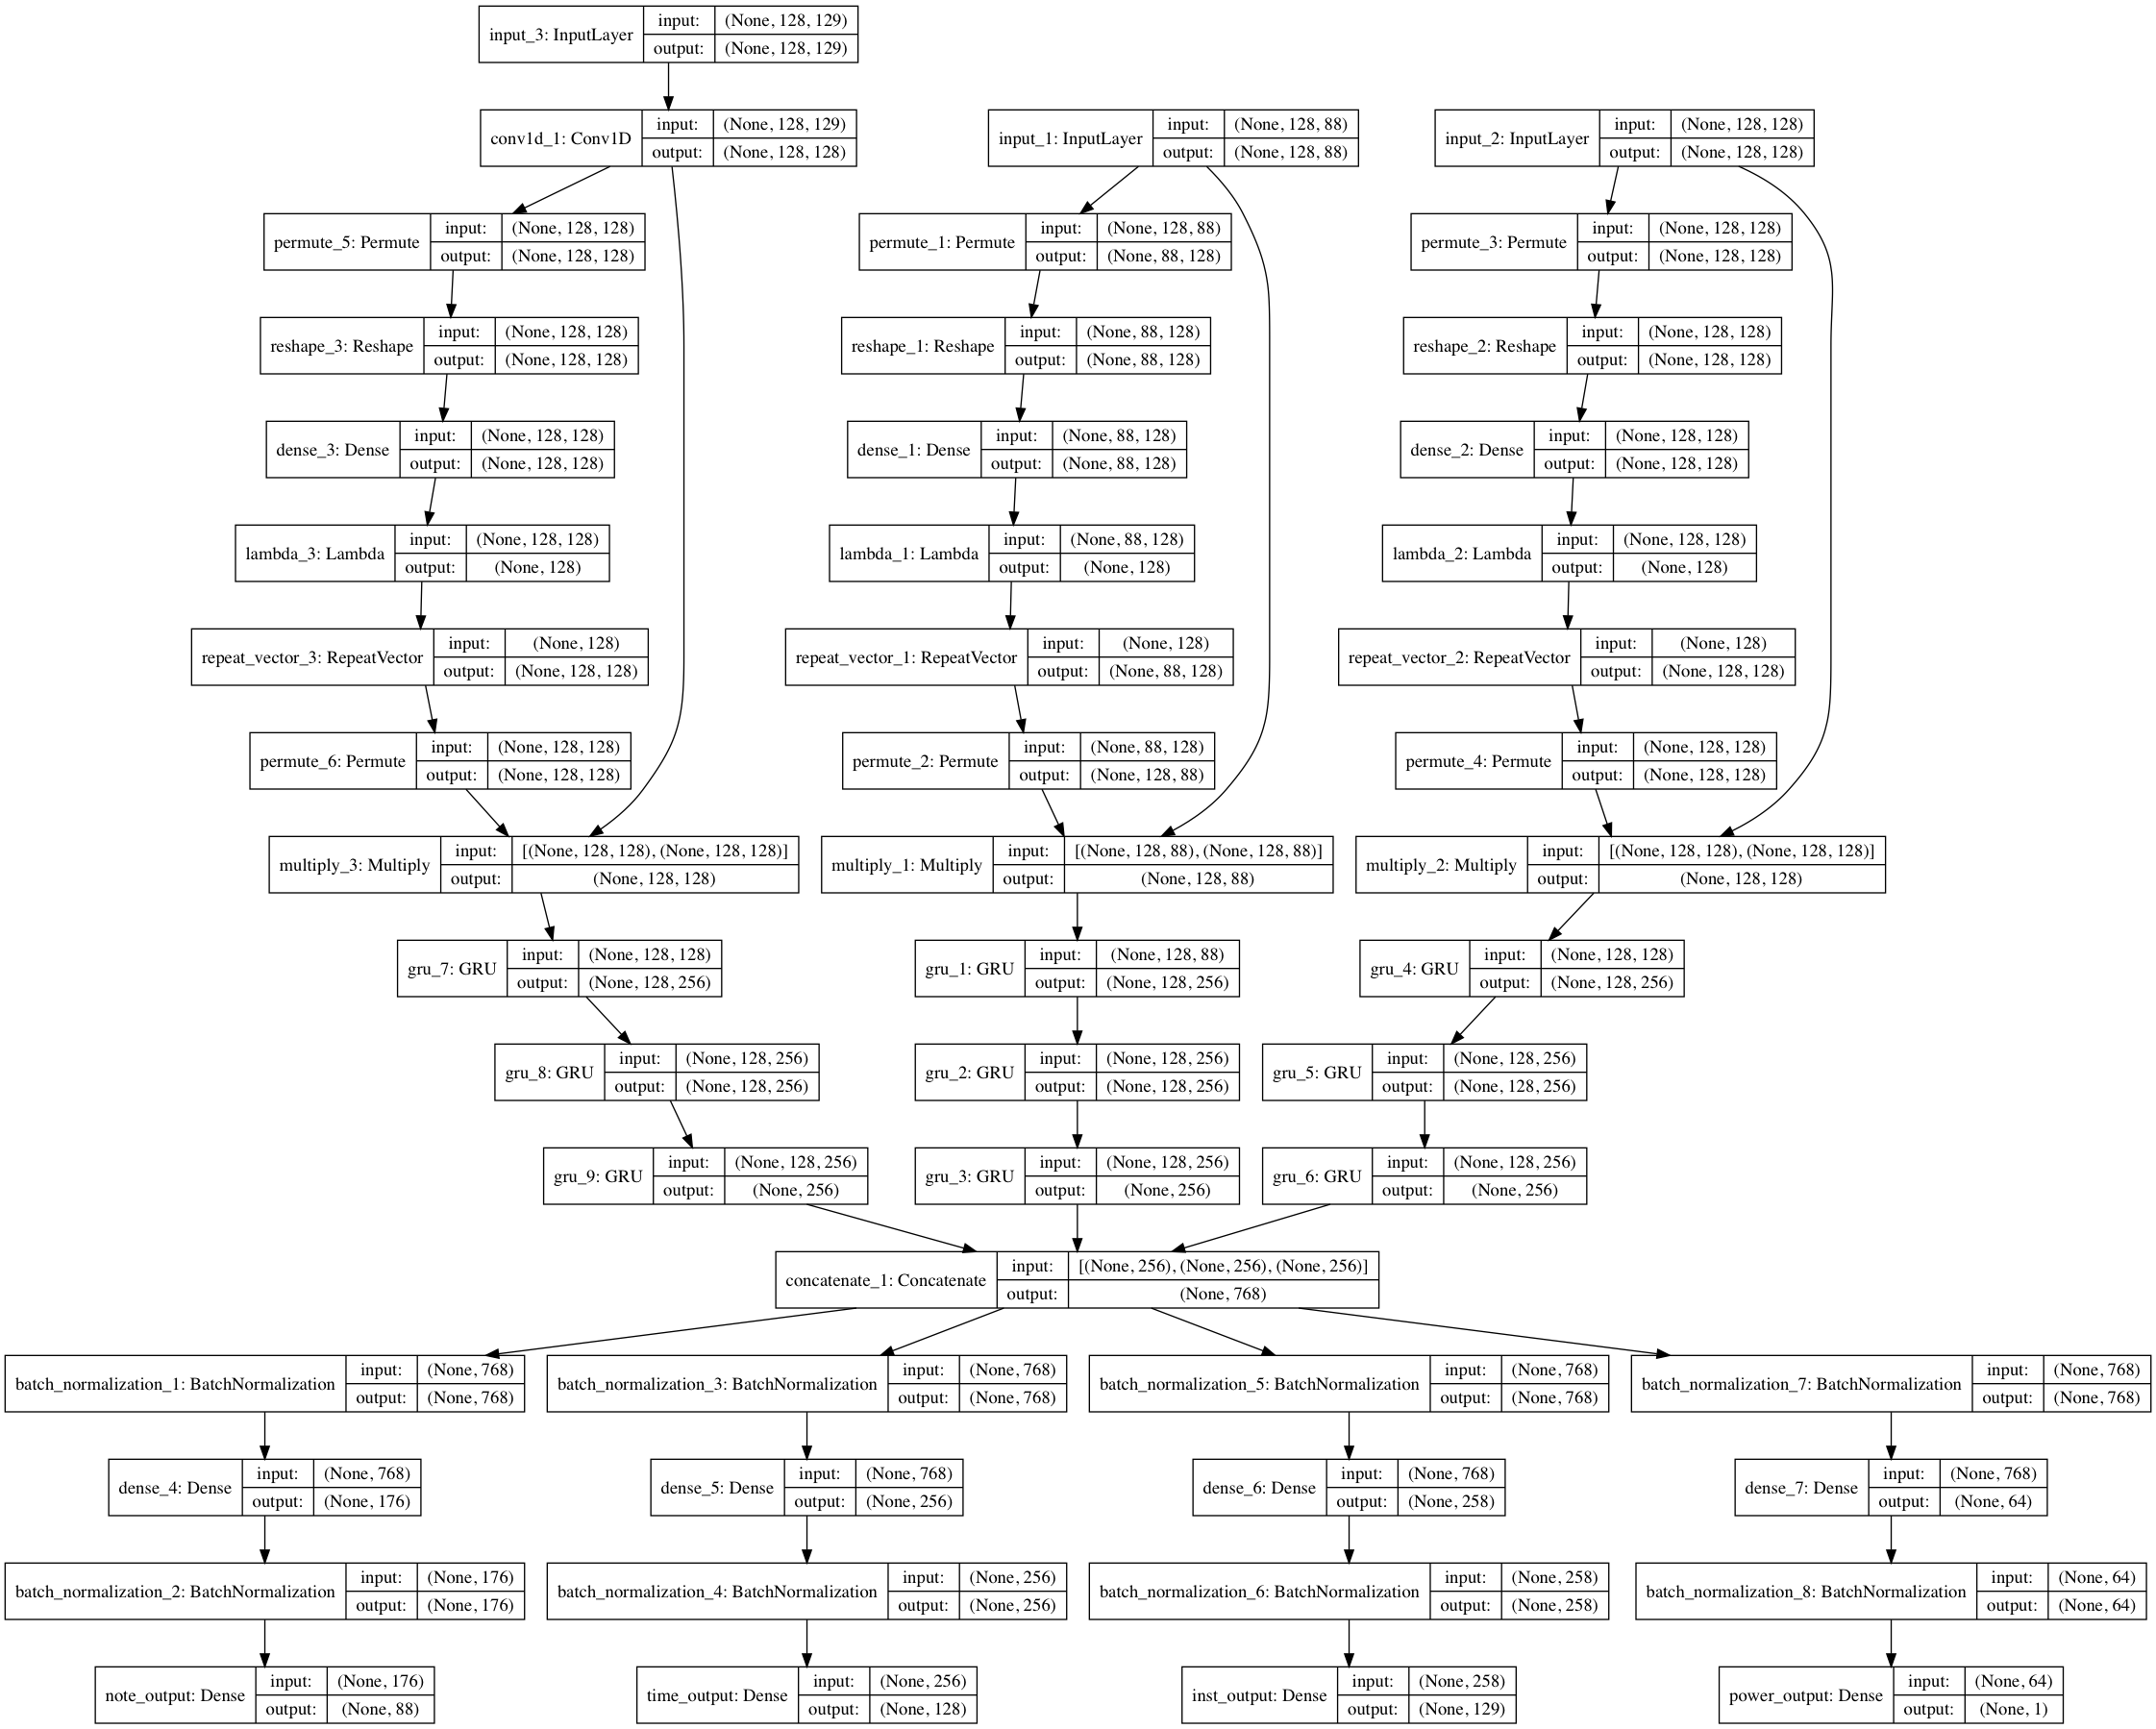 input_3: InputLayer
input: (None, 128, 129)
output: (None, 128, 129)
conv1d_1: Conv1D
input: (None, 128, 129)
output: (None, 128, 128)
input_1: InputLayer
input: (None, 128, 88)
output: (None, 128, 88)
input_2: InputLayer
input: (None, 128, 128)
output: (None, 128, 128)
permute_5: Permute
input: (None, 128, 128)
output: (None, 128, 128)
permute_1: Permute
input: (None, 128, 88)
output: (None, 88, 128)
permute_3: Permute
input: (None, 128, 128)
output: (None, 128, 128)
reshape_3: Reshape
input: (None, 128, 128)
output: (None, 128, 128)
reshape_1: Reshape
input: (None, 88, 128)
output: (None, 88, 128)
reshape_2: Reshape
input: (None, 128, 128)
output: (None, 128, 128)
dense_3: Dense
input: (None, 128, 128)
output: (None, 128, 128)
dense_1: Dense
input: (None, 88, 128)
output: (None, 88, 128)
dense_2: Dense
input: (None, 128, 128)
output: (None, 128, 128)
lambda_3: Lambda
input: (None, 128, 128)
output: (None, 128)
lambda_1: Lambda
input: (None, 88, 128)
output: (None, 128)
lambda_2: Lambda
input: (None, 128, 128)
output: (None, 128)
repeat_vector_3: RepeatVector
input: (None, 128)
output: (None, 128, 128)
repeat_vector_1: RepeatVector
input: (None, 128)
output: (None, 88, 128)
repeat_vector_2: RepeatVector
input: (None, 128)
output: (None, 128, 128)
permute_6: Permute
input: (None, 128, 128)
output: (None, 128, 128)
permute_2: Permute
input: (None, 88, 128)
output: (None, 128, 88)
permute_4: Permute
input: (None, 128, 128)
output: (None, 128, 128)
multiply_3: Multiply
input: [(None, 128, 128), (None, 128, 128)]
output: (None, 128, 128)
multiply_1: Multiply
input: [(None, 128, 88), (None, 128, 88)]
output: (None, 128, 88)
multiply_2: Multiply
input: [(None, 128, 128), (None, 128, 128)]
output: (None, 128, 128)
gru_7: GRU
input: (None, 128, 128)
output: (None, 128, 256)
gru_1: GRU
input: (None, 128, 88)
output: (None, 128, 256)
gru_4: GRU
input: (None, 128, 128)
output: (None, 128, 256)
gru_8: GRU
input: (None, 128, 256)
output: (None, 128, 256)
gru_2: GRU
input: (None, 128, 256)
output: (None, 128, 256)
gru_5: GRU
input: (None, 128, 256)
output: (None, 128, 256)
gru_9: GRU
input: (None, 128, 256)
output: (None, 256)
gru_3: GRU
input: (None, 128, 256)
output: (None, 256)
gru_6: GRU
input: (None, 128, 256)
output: (None, 256)
concatenate_1: Concatenate
input: [(None, 256), (None, 256), (None, 256)]
output: (None, 768)
batch_normalization_1: BatchNormalization
input: (None, 768)
output: (None, 768)
batch_normalization_3: BatchNormalization
input: (None, 768)
output: (None, 768)
batch_normalization_5: BatchNormalization
input: (None, 768)
output: (None, 768)
batch_normalization_7: BatchNormalization
input: (None, 768)
output: (None, 768)
dense_4: Dense
input: (None, 768)
output: (None, 176)
dense_5: Dense
input: (None, 768)
output: (None, 256)
dense_6: Dense
input: (None, 768)
output: (None, 258)
dense_7: Dense
input: (None, 768)
output: (None, 64)
batch_normalization_2: BatchNormalization
input: (None, 176)
output: (None, 176)
batch_normalization_4: BatchNormalization
input: (None, 256)
output: (None, 256)
batch_normalization_6: BatchNormalization
input: (None, 258)
output: (None, 258)
batch_normalization_8: BatchNormalization
input: (None, 64)
output: (None, 64)
note_output: Dense
input: (None, 176)
output: (None, 88)
time_output: Dense
input: (None, 256)
output: (None, 128)
inst_output: Dense
input: (None, 258)
output: (None, 129)
power_output: Dense
input: (None, 64)
output: (None, 1)